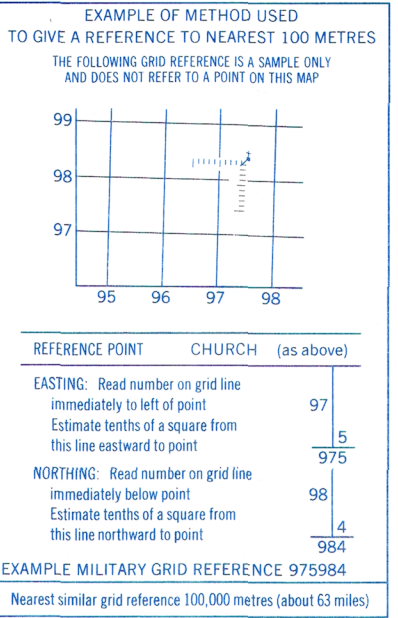 EXAMPLE OF METHOD USED
TO GIVE A REFERENCE TO NEAREST 100 METRES
THE FOLLOWING GRID REFERENCE IS A SAMPLE ONLY
AND DOES NOT REFER TO A POINT ON THIS MAP
99
98
97
95 96 97 98
REFERENCE POINT CHURCH (as above)
EASTING: Read number on grid line
immediately to left of point 97
Estimate tenths of a square from
this line eastward to point 5
975
NORTHING: Read number on grid line
immediately below point 98
Estimate tenths of a square from
this line northward to point 4
984
EXAMPLE MILITARY GRID REFERENCE 975984
Nearest similar grid reference 100,000 metres (about 63 miles)